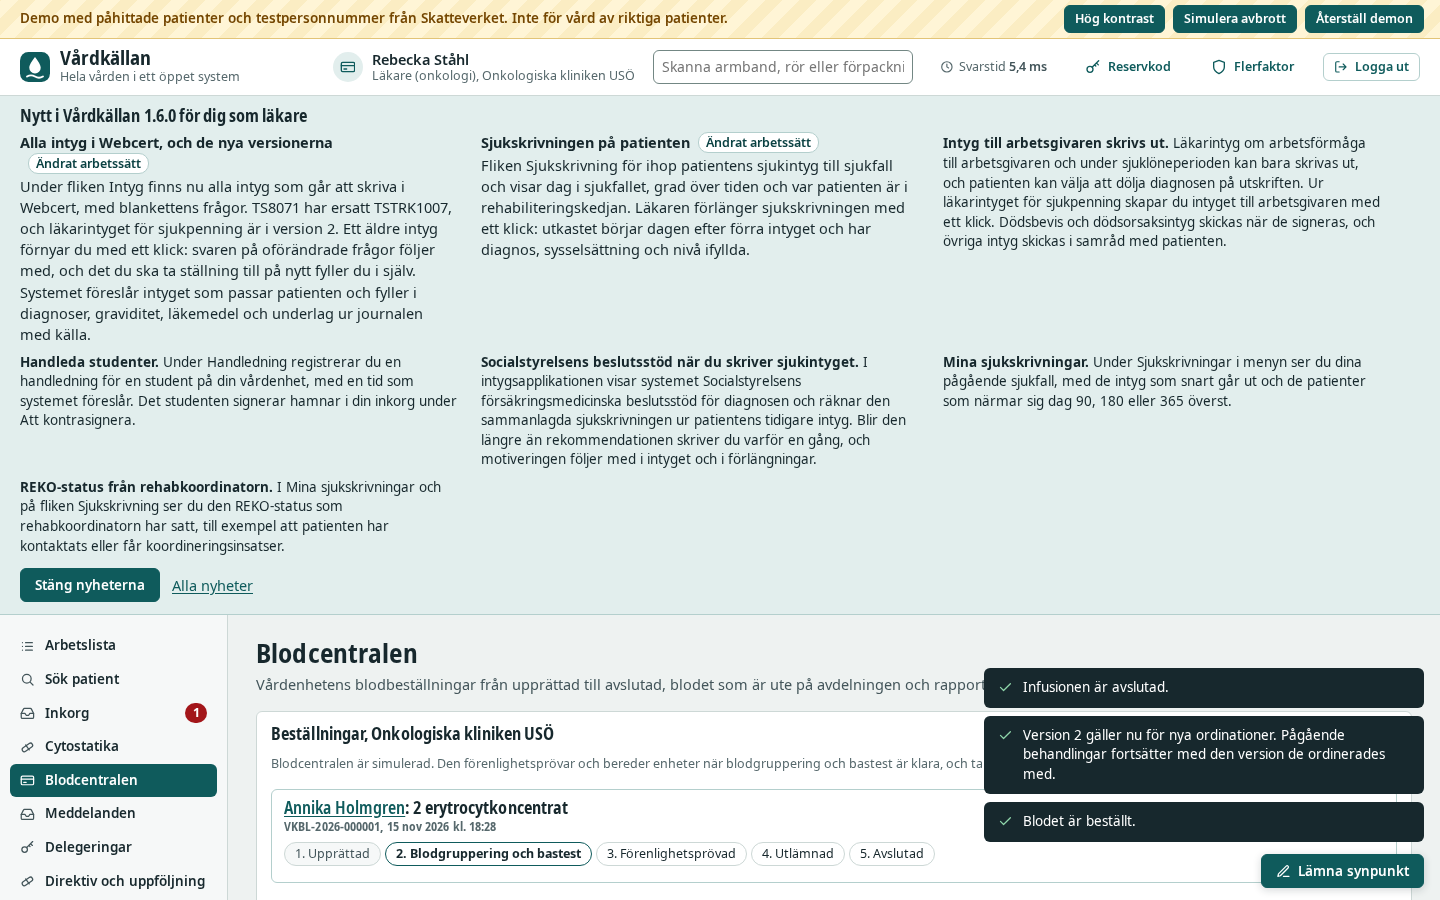 Demo med påhittade patienter och testpersonnummer från Skatteverket. Inte för vård av riktiga patienter.
Hög kontrast
Simulera avbrott
Återställ demon
Vårdkällan
Hela vården i ett öppet system
Rebecka Ståhl
Läkare (onkologi), Onkologiska kliniken USÖ
Skanna armband, rör eller förpackni
Svarstid 5,4 ms
Reservkod
Flerfaktor
Logga ut
Nytt i Vårdkällan 1.6.0 för dig som läkare
Alla intyg i Webcert, och de nya versionerna
Ändrat arbetssätt
Under fliken Intyg finns nu alla intyg som går att skriva i
Webcert, med blankettens frågor. TS8071 har ersatt TSTRK1007,
och läkarintyget för sjukpenning är i version 2. Ett äldre intyg
förnyar du med ett klick: svaren på oförändrade frågor följer
med, och det du ska ta ställning till på nytt fyller du i själv.
Systemet föreslår intyget som passar patienten och fyller i
diagnoser, graviditet, läkemedel och underlag ur journalen
med källa.
Sjukskrivningen på patienten Ändrat arbetssätt
Fliken Sjukskrivning för ihop patientens sjukintyg till sjukfall
och visar dag i sjukfallet, grad över tiden och var patienten är i
rehabiliteringskedjan. Läkaren förlänger sjukskrivningen med
ett klick: utkastet börjar dagen efter förra intyget och har
diagnos, sysselsättning och nivå ifyllda.
Intyg till arbetsgivaren skrivs ut. Läkarintyg om arbetsförmåga
till arbetsgivaren och under sjuklöneperioden kan bara skrivas ut,
och patienten kan välja att dölja diagnosen på utskriften. Ur
läkarintyget för sjukpenning skapar du intyget till arbetsgivaren med
ett klick. Dödsbevis och dödsorsaksintyg skickas när de signeras, och
övriga intyg skickas i samråd med patienten.
Handleda studenter. Under Handledning registrerar du en
handledning för en student på din vårdenhet, med en tid som
systemet föreslår. Det studenten signerar hamnar i din inkorg under
Att kontrasignera.
Socialstyrelsens beslutsstöd när du skriver sjukintyget. I
intygsapplikationen visar systemet Socialstyrelsens
försäkringsmedicinska beslutsstöd för diagnosen och räknar den
sammanlagda sjukskrivningen ur patientens tidigare intyg. Blir den
längre än rekommendationen skriver du varför en gång, och
motiveringen följer med i intyget och i förlängningar.
Mina sjukskrivningar. Under Sjukskrivningar i menyn ser du dina
pågående sjukfall, med de intyg som snart går ut och de patienter
som närmar sig dag 90, 180 eller 365 överst.
REKO-status från rehabkoordinatorn. I Mina sjukskrivningar och
på fliken Sjukskrivning ser du den REKO-status som
rehabkoordinatorn har satt, till exempel att patienten har
kontaktats eller får koordineringsinsatser.
Stäng nyheterna
Alla nyheter
Arbetslista
Sök patient
Inkorg 1
Cytostatika
Blodcentralen
Meddelanden
Delegeringar
Direktiv och uppföljning
Blodcentralen
Vårdenhetens blodbeställningar från upprättad till avslutad, blodet som är ute på avdelningen och rapport
Beställningar, Onkologiska kliniken USÖ
Blodcentralen är simulerad. Den förenlighetsprövar och bereder enheter när blodgruppering och bastest är klara, och ta
Annika Holmgren: 2 erytrocytkoncentrat
VKBL-2026-000001, 15 nov 2026 kl. 18:28
1. Upprättad
2. Blodgruppering och bastest
3. Förenlighetsprövad
4. Utlämnad
5. Avslutad
Infusionen är avslutad.
Version 2 gäller nu för nya ordinationer. Pågående
behandlingar fortsätter med den version de ordinerades
med.
Blodet är beställt.
Lämna synpunkt